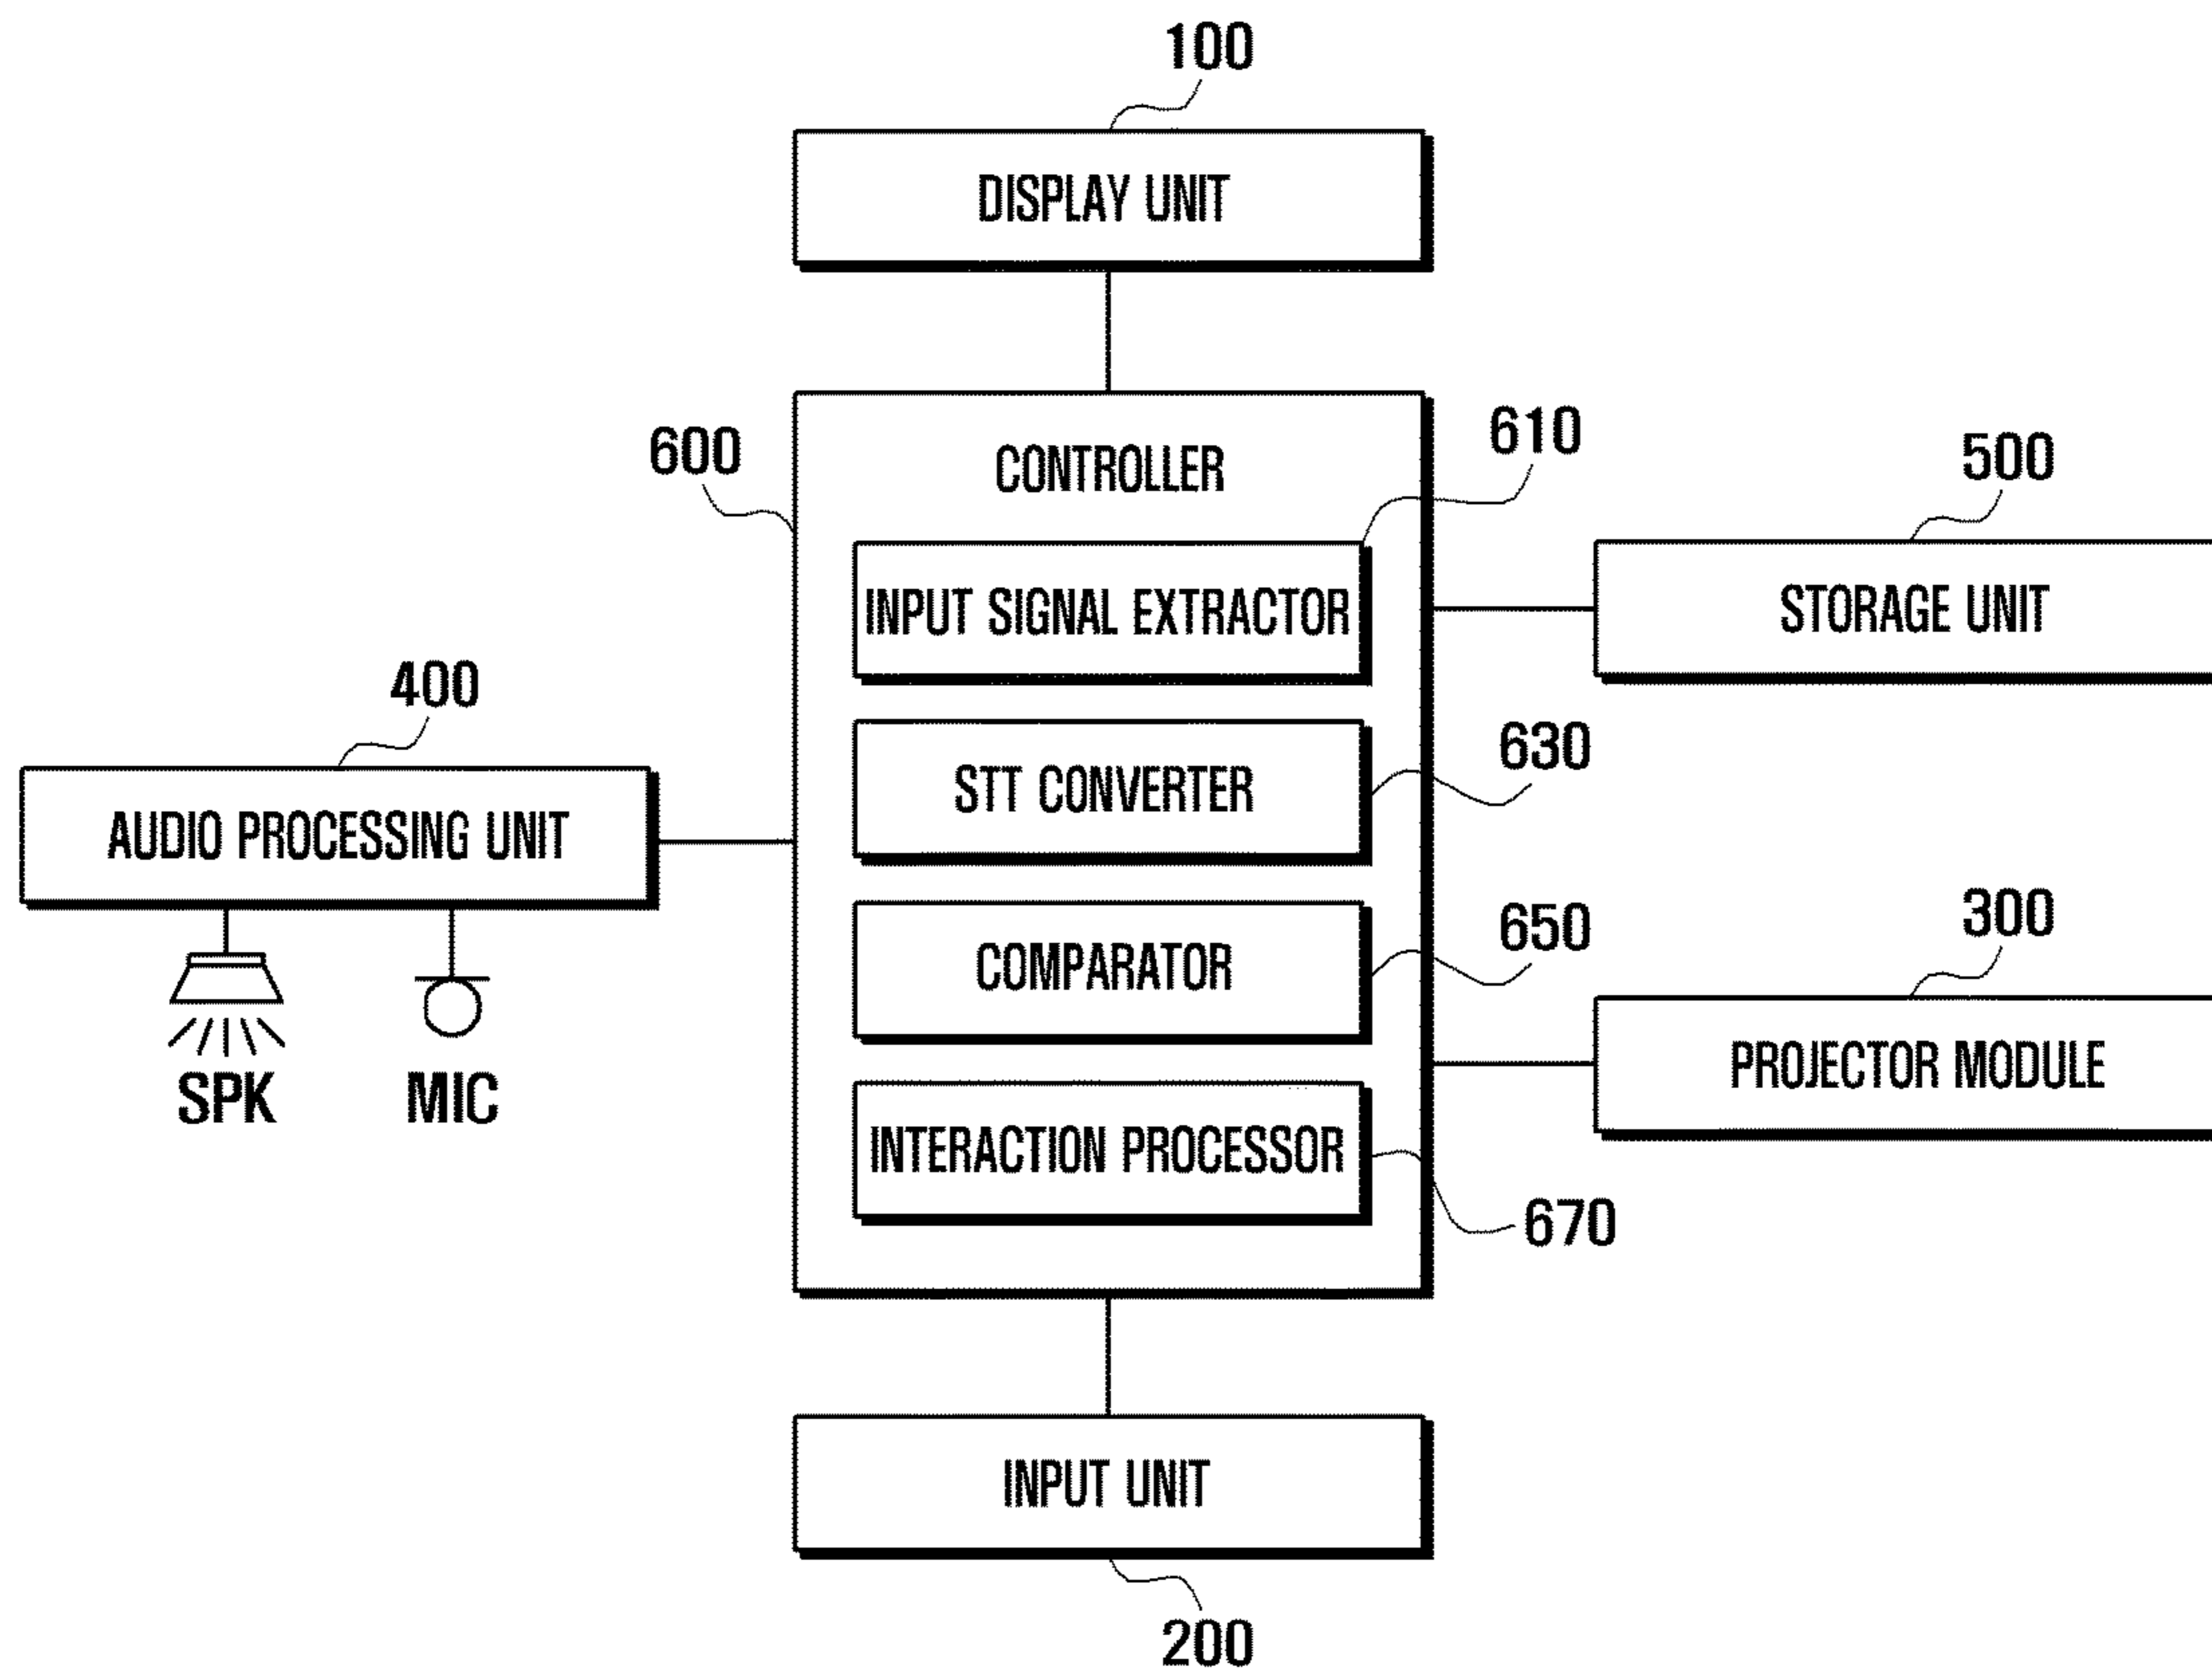 100
DISPLAY UNIT
600
CONTROLLER
610
500
INPUT SIGNAL EXTRACTOR
STORAGE UNIT
400
630
AUDIO PROCESSING UNIT
STT CONVERTER
650
300
COMPARATOR
PROJECTOR MODULE
SPK
MIC
INTERACTION PROCESSOR
670
INPUT UNIT
200